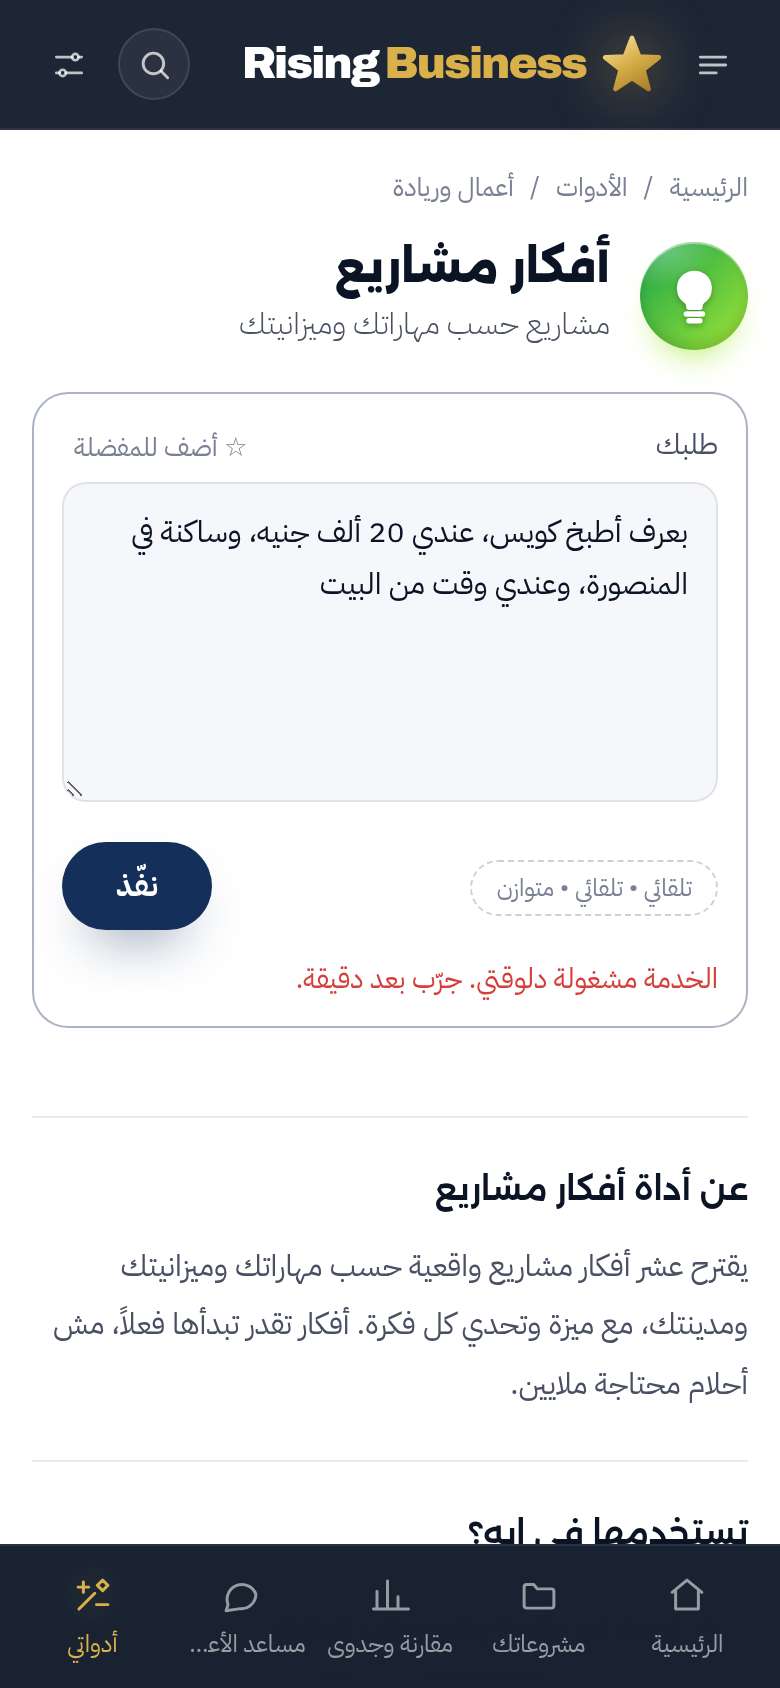 Rising Business
الرئيسية / الأدوات / أعمال وريادة
أفكار مشاريع
مشاريع حسب مهاراتك وميزانيتك
طلبك
☆ أضف للمفضلة
بعرف أطبخ كويس، عندي 20 ألف جنيه، وساكنة في
المنصورة، وعندي وقت من البيت
تلقائي • تلقائي • متوازن
نفّذ
الخدمة مشغولة دلوقتي. جرّب بعد دقيقة.
عن أداة أفكار مشاريع
يقترح عشر أفكار مشاريع واقعية حسب مهاراتك وميزانيتك
ومدينتك، مع ميزة وتحدي كل فكرة. أفكار تقدر تبدأها فعلاً، مش
أحلام محتاجة ملايين.
تستخدمها في إيه؟
الرئيسية
مشروعاتك
مقارنة وجدوى
مساعد الأع...
أدواتي